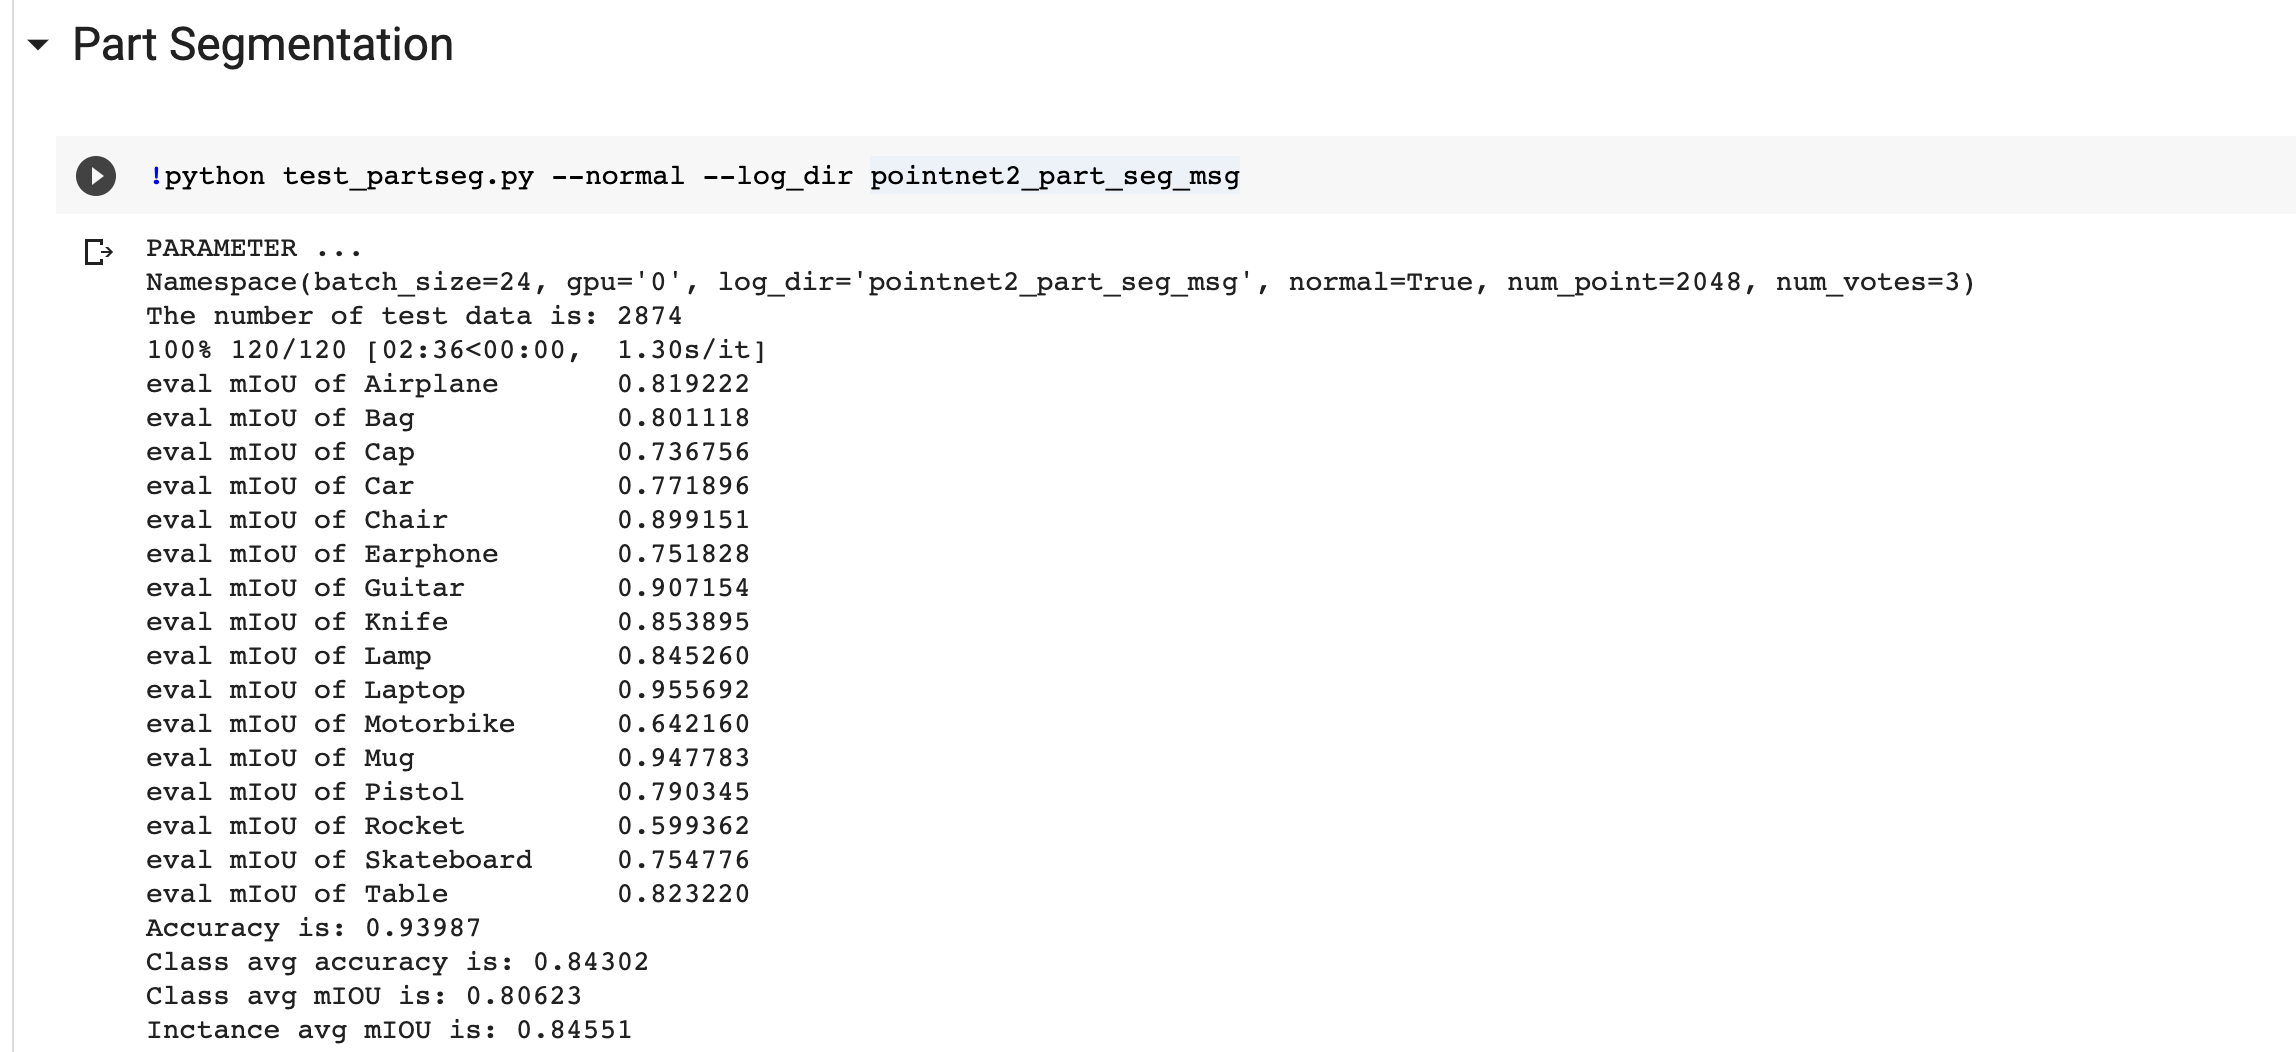 Part Segmentation
!python test_partseg.py --normal --log_dir pointnet2_part_seg_msg
PARAMETER ...
Namespace(batch_size=24, gpu='0', log_dir='pointnet2_part_seg_msg', normal=True, num_point=2048, num_votes=3)
The number of test data is: 2874
100% 120/120 [02:36<00:00,  1.30s/it]
eval mIoU of Airplane       0.819222
eval mIoU of Bag            0.801118
eval mIoU of Cap            0.736756
eval mIoU of Car            0.771896
eval mIoU of Chair          0.899151
eval mIoU of Earphone       0.751828
eval mIoU of Guitar         0.907154
eval mIoU of Knife          0.853895
eval mIoU of Lamp           0.845260
eval mIoU of Laptop         0.955692
eval mIoU of Motorbike      0.642160
eval mIoU of Mug            0.947783
eval mIoU of Pistol         0.790345
eval mIoU of Rocket         0.599362
eval mIoU of Skateboard     0.754776
eval mIoU of Table          0.823220
Accuracy is: 0.93987
Class avg accuracy is: 0.84302
Class avg mIOU is: 0.80623
Inctance avg mIOU is: 0.84551